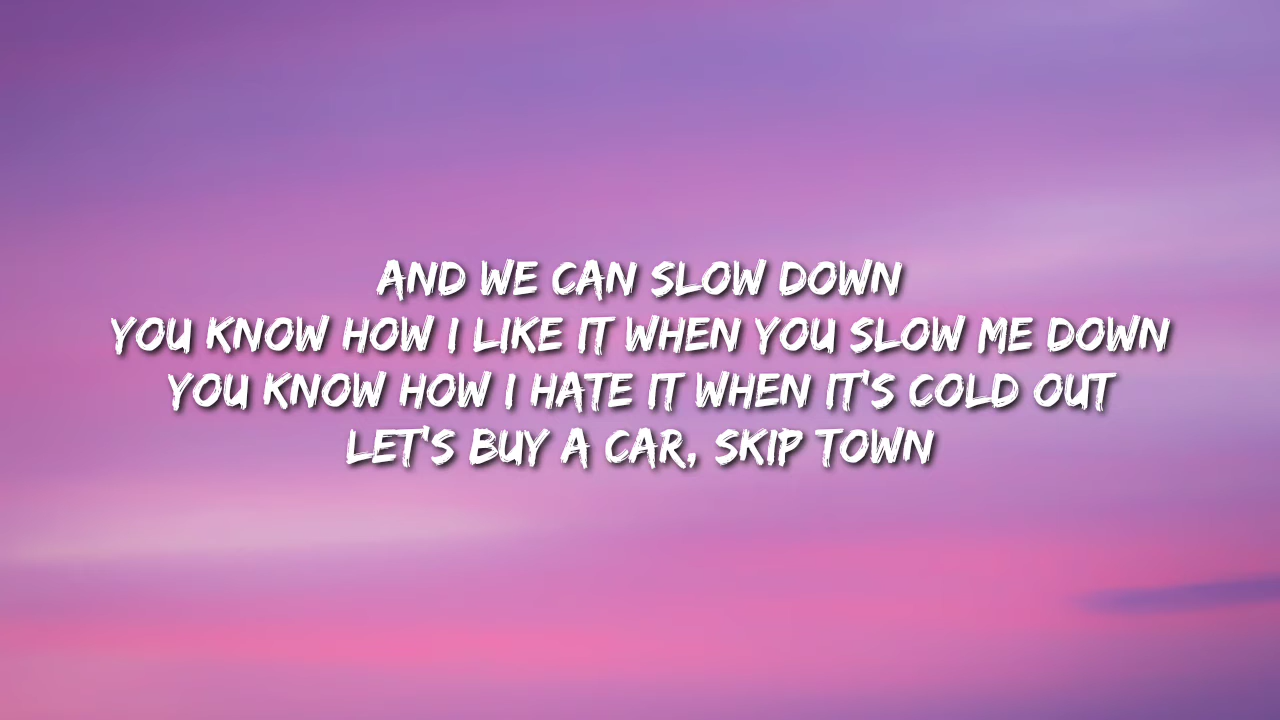 AND WE CAN SLOW DOWN
YOU KNOW HOW I LIKE IT WHEN YOU SLOW ME DOWN
YOU KNOW HOW I HATE IT WHEN IT'S COLD OUT
LET'S BUY A CAR, SKIP TOWN